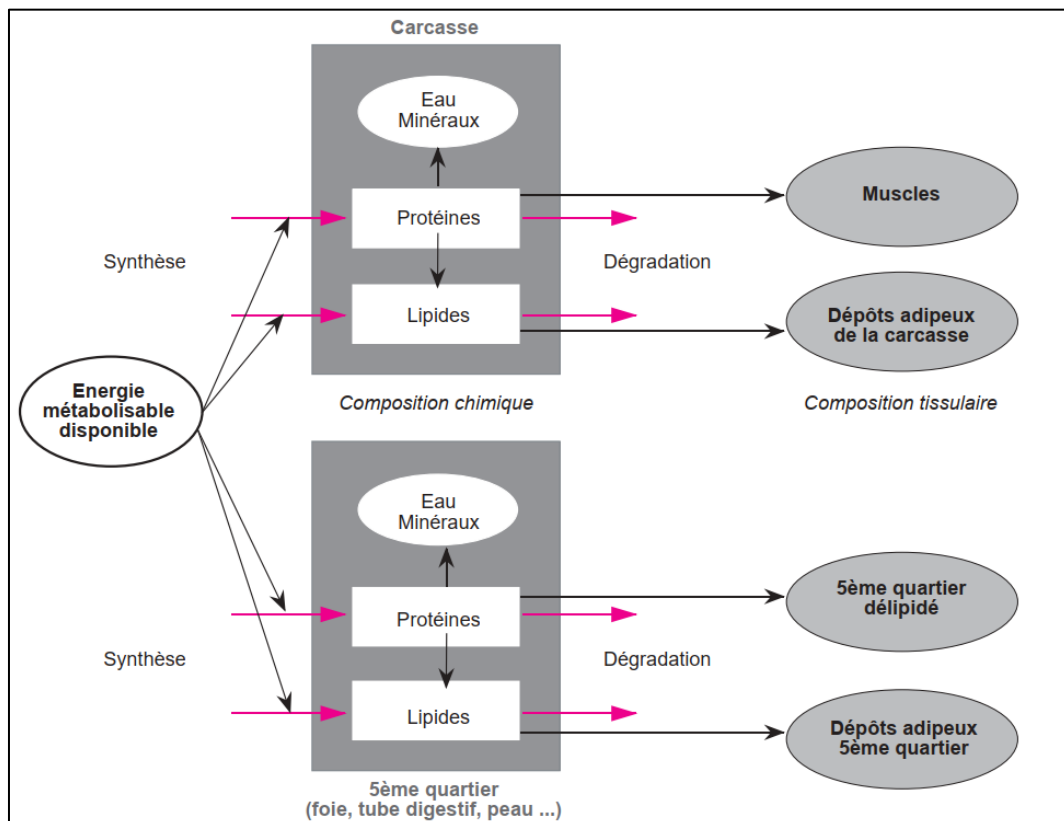 Carcasse
Eau
Minéraux
Protéines
Muscles
Synthèse
Dégradation
Lipides
Dépôts adipeux
de la carcasse
Energie
métabolisable
disponible
Composition chimique
Composition tissulaire
Eau
Minéraux
Protéines
5ème quartier
délipidé
Synthèse
Dégradation
Lipides
Dépôts adipeux
5ème quartier
5ème quartier
(foie, tube digestif, peau ...)